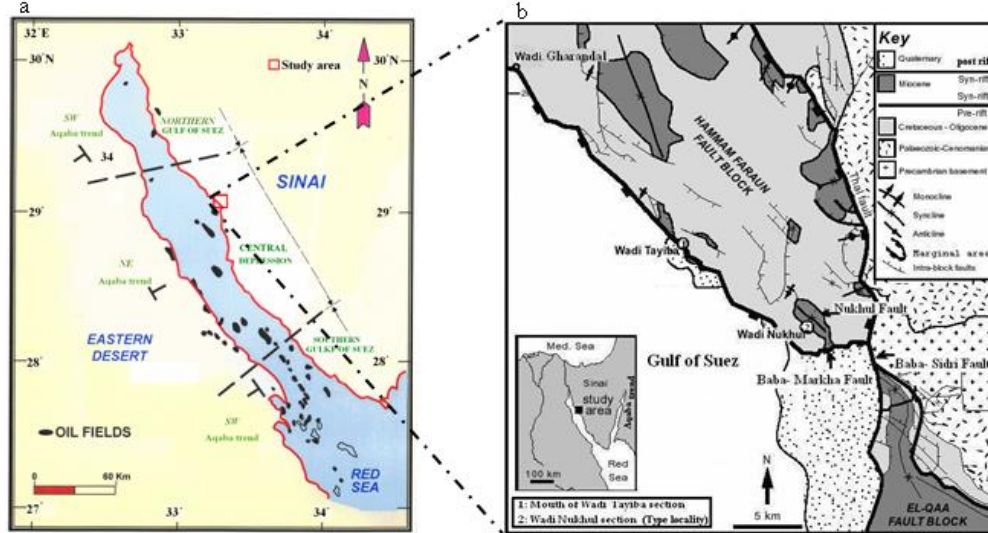 a
32°E
33°
34°
30°N
30°N
Study area
N
SW
Aqaba trend
34
NORTHERN
GULF OF SUEZ
SINAI
29°
29°
CENTRAL
DEPRESSION
NE
Aqaba trend
EASTERN
DESERT
SOUTHERN
GULKF OF SUEZ
28°
28°
SW
Aqaba trend
OIL FIELDS
0 60 Km
RED
SEA
27°
33°
34°
27°
b
Wadi Gharandal
HAMMAM FARAUN
FAULT BLOCK
Thal fault
Wadi Tayiba
1
Nukhul Fault
Wadi Nukhul
2
Gulf of Suez
Baba- Sidri Fault
Baba- Markha Fault
Key
Quaternary post rift
Miocene Syn-rift
Syn-rift
Pre-rift
Cretaceous - Oligocene
Palaeozoic-Cenomanian
Precambrian basement
Monocline
Syncline
Anticline
Marginal area
Intra-block faults
Med. Sea
Sinai
study
area
Aqaba trend
Red
Sea
100 km
N
5 km
1: Mouth of Wadi Tayiba section
2: Wadi Nukhul section (Type locality)
EL-QAA
FAULT BLOCK